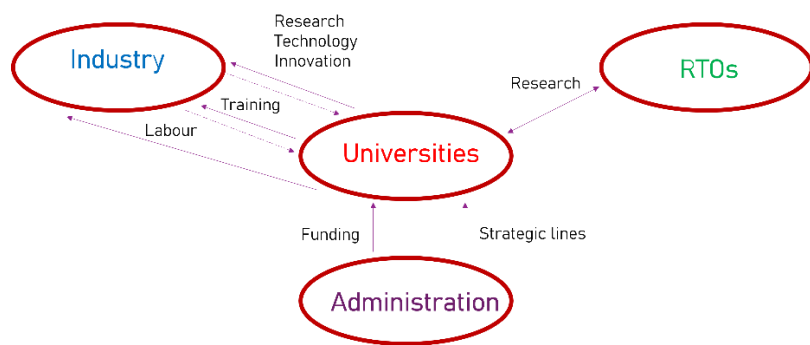 Research
Technology
Innovation
Industry
RTOs
Research
Training
Labour
Universities
Funding
Strategic lines
Administration